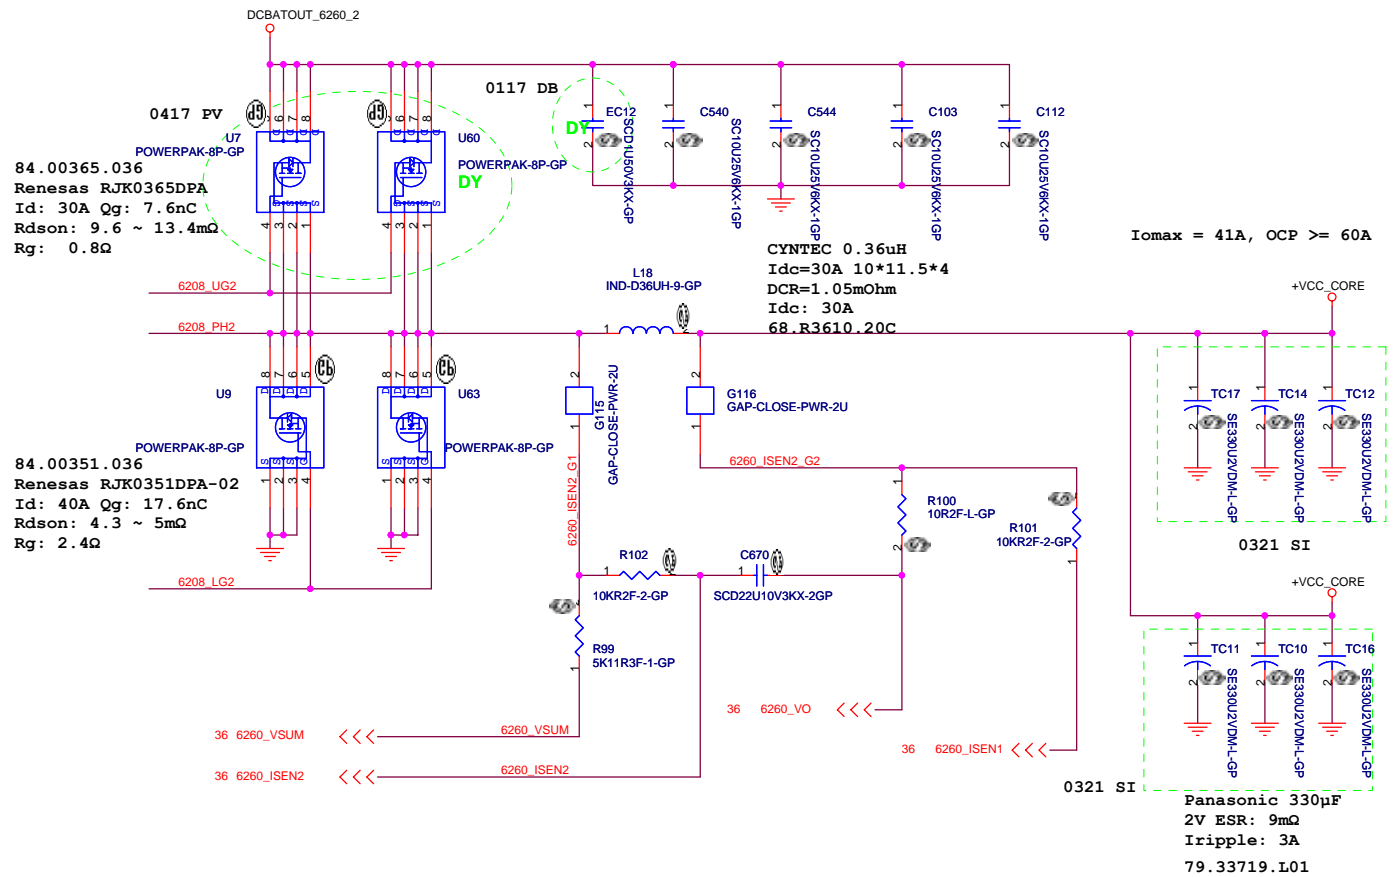 DCBATOUT_6260_2
0417 PV
0117 DB
U7
POWERPAK-8P-GP
U60
POWERPAK-8P-GP
DY
84.00365.036
Renesas RJK0365DPA
Id: 30A Qg: 7.6nC
Rdson: 9.6 ~ 13.4mΩ
Rg:  0.8Ω
EC12
SCD1U50V3KX-GP
DY
C540
SC10U25V6KX-1GP
C544
SC10U25V6KX-1GP
C103
SC10U25V6KX-1GP
C112
SC10U25V6KX-1GP
CYNTEC 0.36uH
Idc=30A 10*11.5*4
DCR=1.05mOhm
Idc: 30A
68.R3610.20C
Iomax = 41A, OCP >= 60A
6208_UG2
6208_PH2
L18
IND-D36UH-9-GP
+VCC_CORE
U9
POWERPAK-8P-GP
U63
POWERPAK-8P-GP
84.00351.036
Renesas RJK0351DPA-02
Id: 40A Qg: 17.6nC
Rdson: 4.3 ~ 5mΩ
Rg: 2.4Ω
6208_LG2
G115
GAP-CLOSE-PWR-2U
G116
GAP-CLOSE-PWR-2U
6260_ISEN2_G1
6260_ISEN2_G2
R100
10R2F-L-GP
R101
10KR2F-2-GP
R102
10KR2F-2-GP
C670
SCD22U10V3KX-2GP
R99
5K11R3F-1-GP
TC17
SE330U2VDM-L-GP
TC14
SE330U2VDM-L-GP
TC12
SE330U2VDM-L-GP
0321 SI
+VCC_CORE
TC11
SE330U2VDM-L-GP
TC10
SE330U2VDM-L-GP
TC16
SE330U2VDM-L-GP
0321 SI
Panasonic 330µF
2V ESR: 9mΩ
Iripple: 3A
79.33719.L01
36 6260_VSUM
6260_VSUM
36 6260_ISEN2
6260_ISEN2
36 6260_VO
36 6260_ISEN1